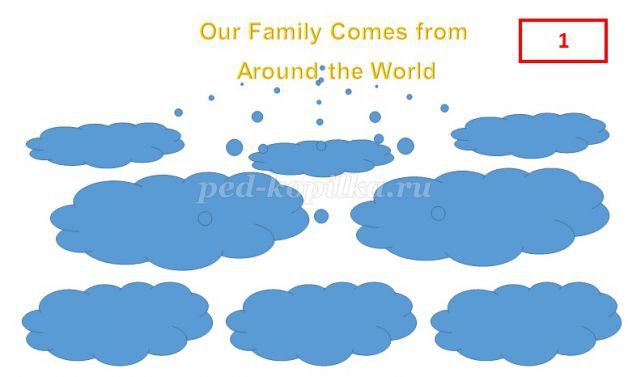 Our Family Comes from
1
Around the World
ped-kopilka.ru